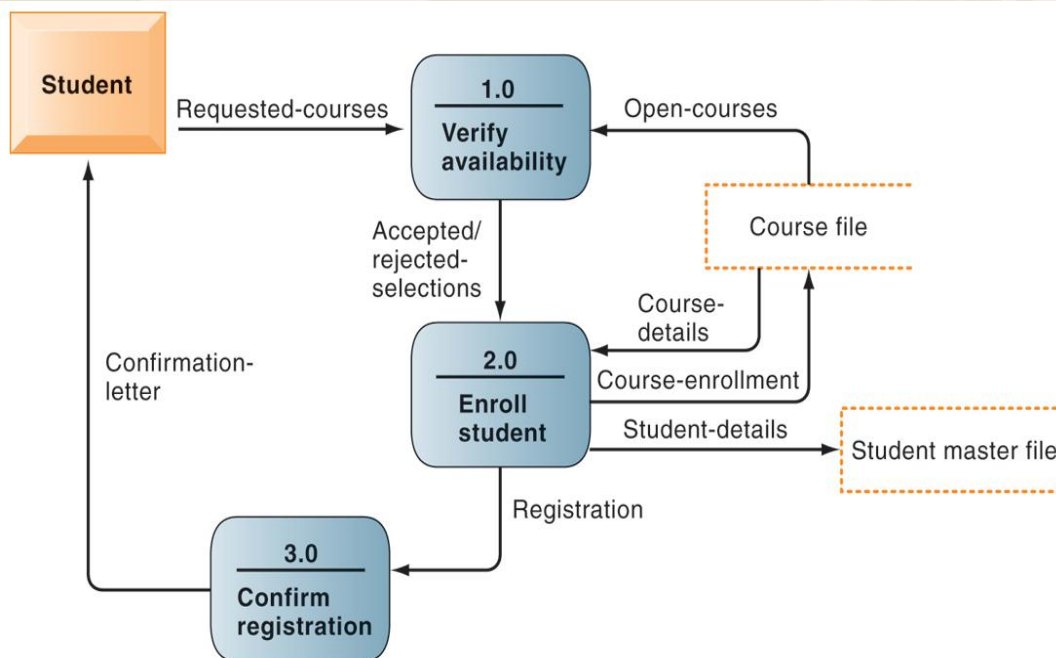 Student
Requested-courses
1.0
Verify
availability
Open-courses
Course file
Accepted/
rejected-
selections
Course-
details
2.0
Enroll
student
Course-enrollment
Student-details
Student master file
Confirmation-
letter
Registration
3.0
Confirm
registration